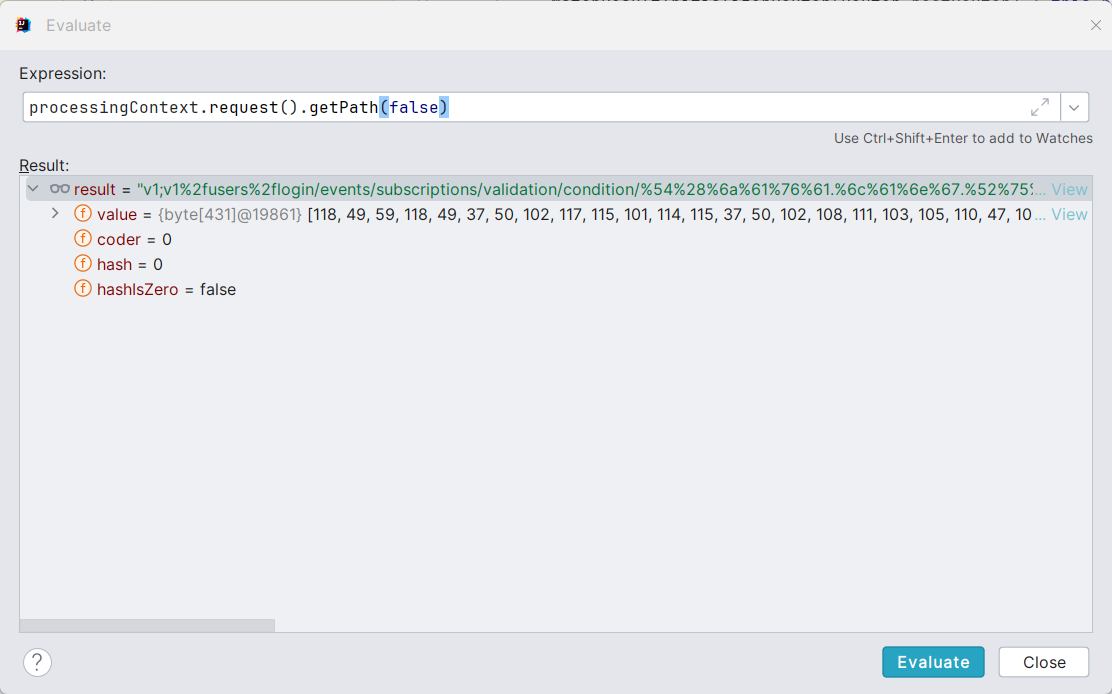 Evaluate
Expression:
processingContext.request().getPath(false)
Use Ctrl+Shift+Enter to add to Watches
Result:
result = "v1;v1%2fusers%2flogin/events/subscriptions/validation/condition/%54%28%6a%61%76%61.%6c%61%6e%67.%52%75%... View
value = {byte[431]@19861} [118, 49, 59, 118, 49, 37, 50, 102, 117, 115, 101, 114, 115, 37, 50, 102, 108, 111, 103, 105, 110, 47, 10... View
coder = 0
hash = 0
hashIsZero = false
? Evaluate Close